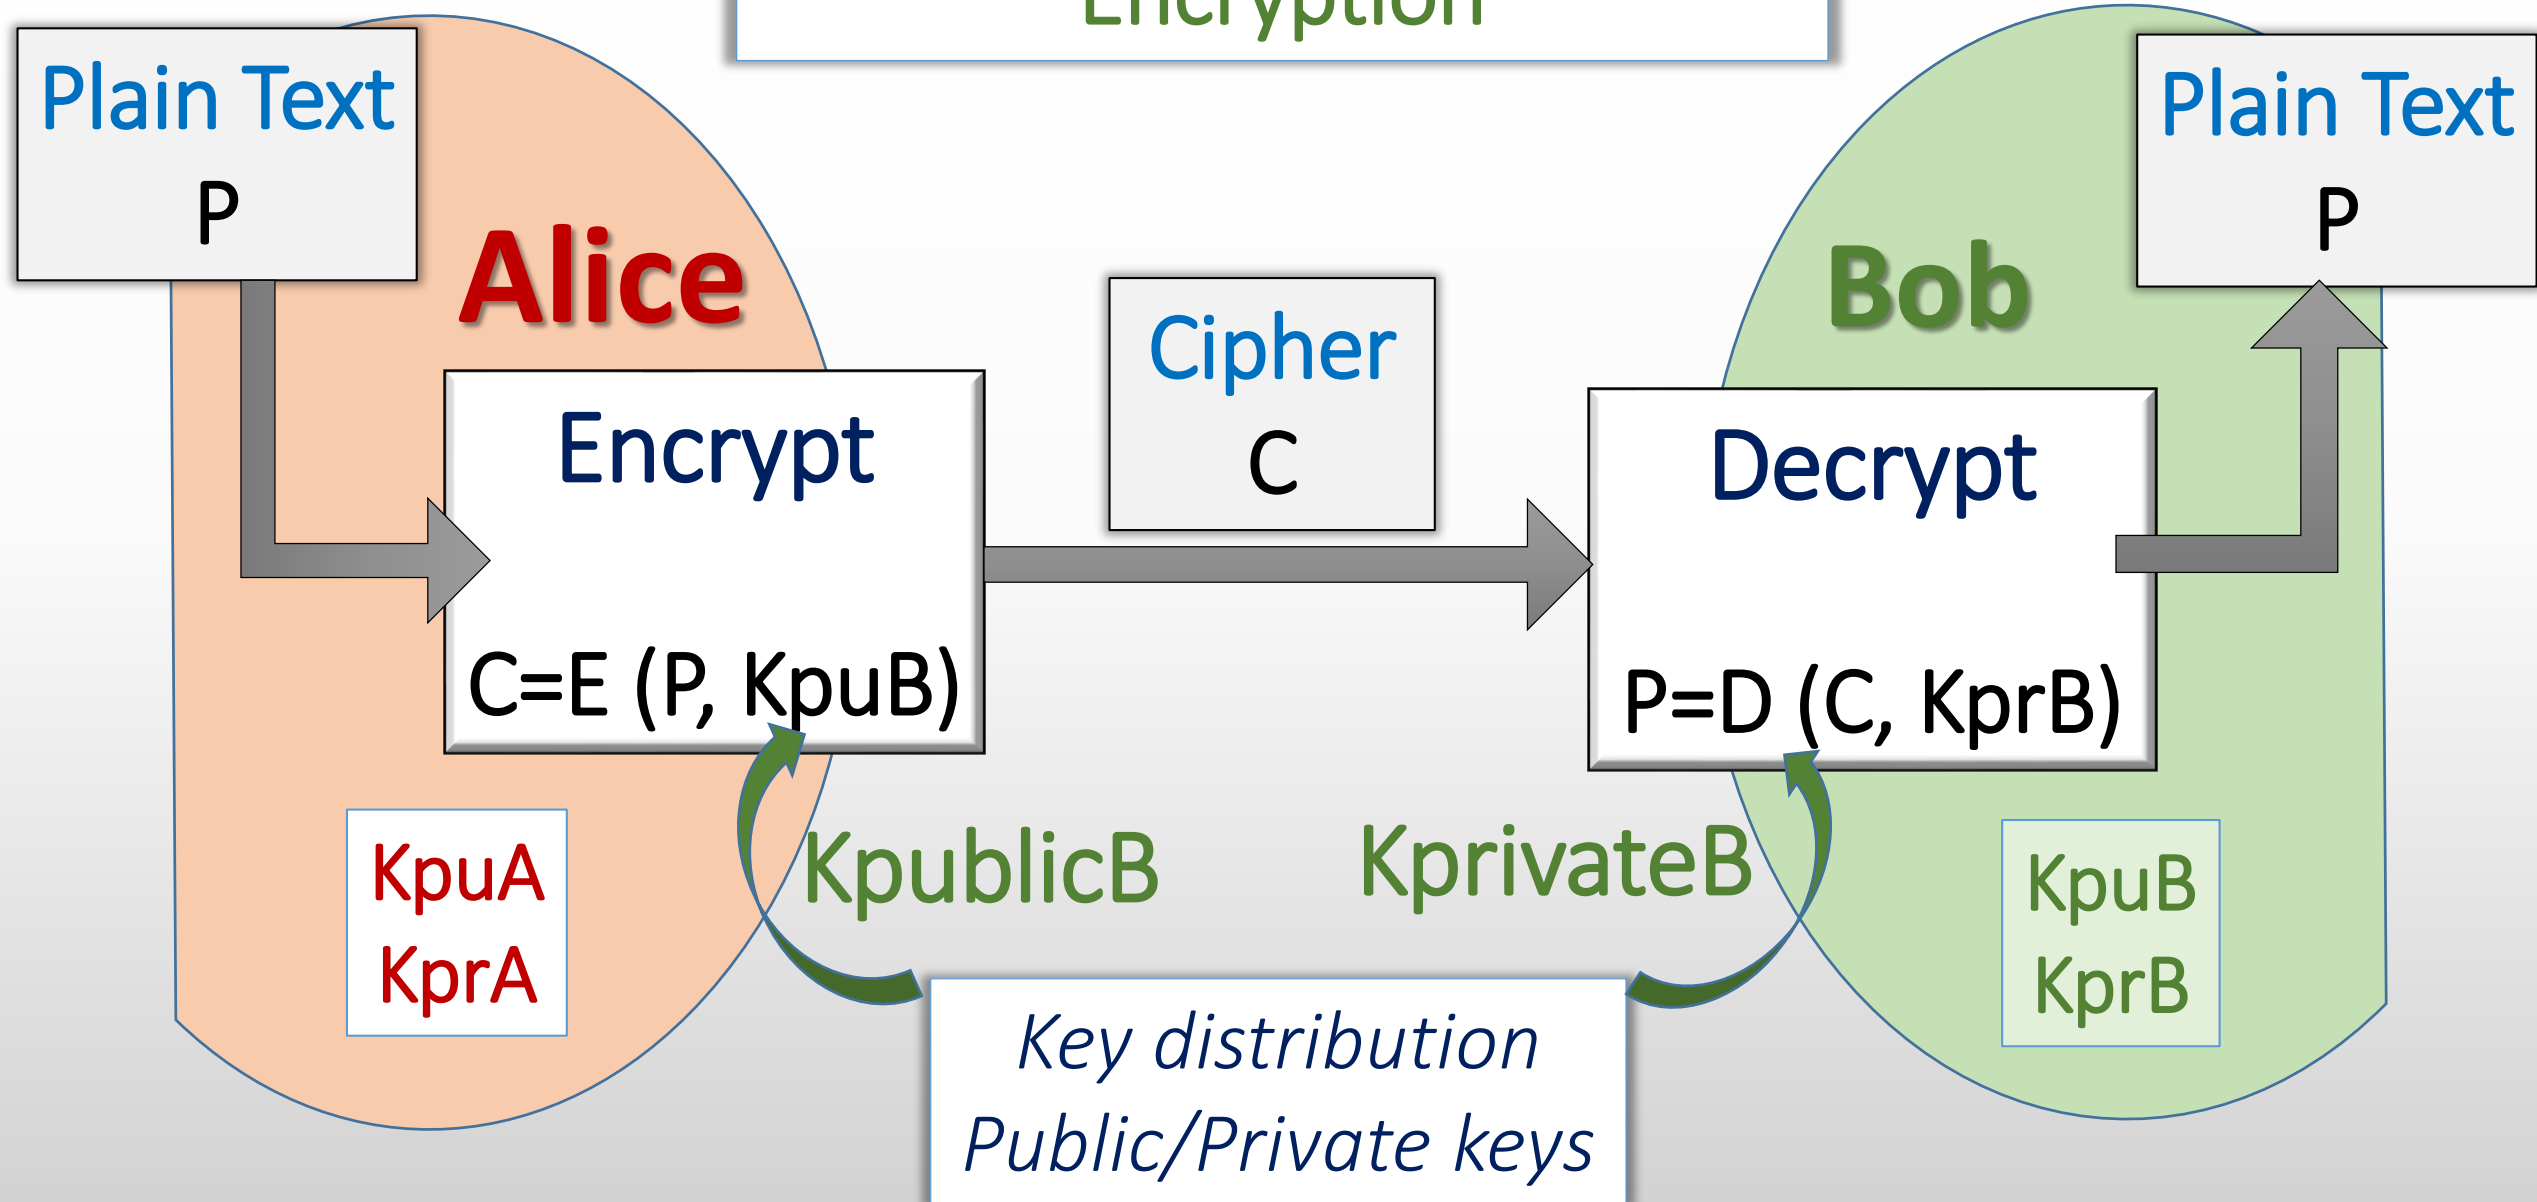 Encryption
Plain Text
P
Alice
Encrypt
C=E (P, KpuB)
KpuA
KprA
Cipher
C
KpublicB
KprivateB
Key distribution
Public/Private keys
Bob
Decrypt
P=D (C, KprB)
Plain Text
P
KpuB
KprB